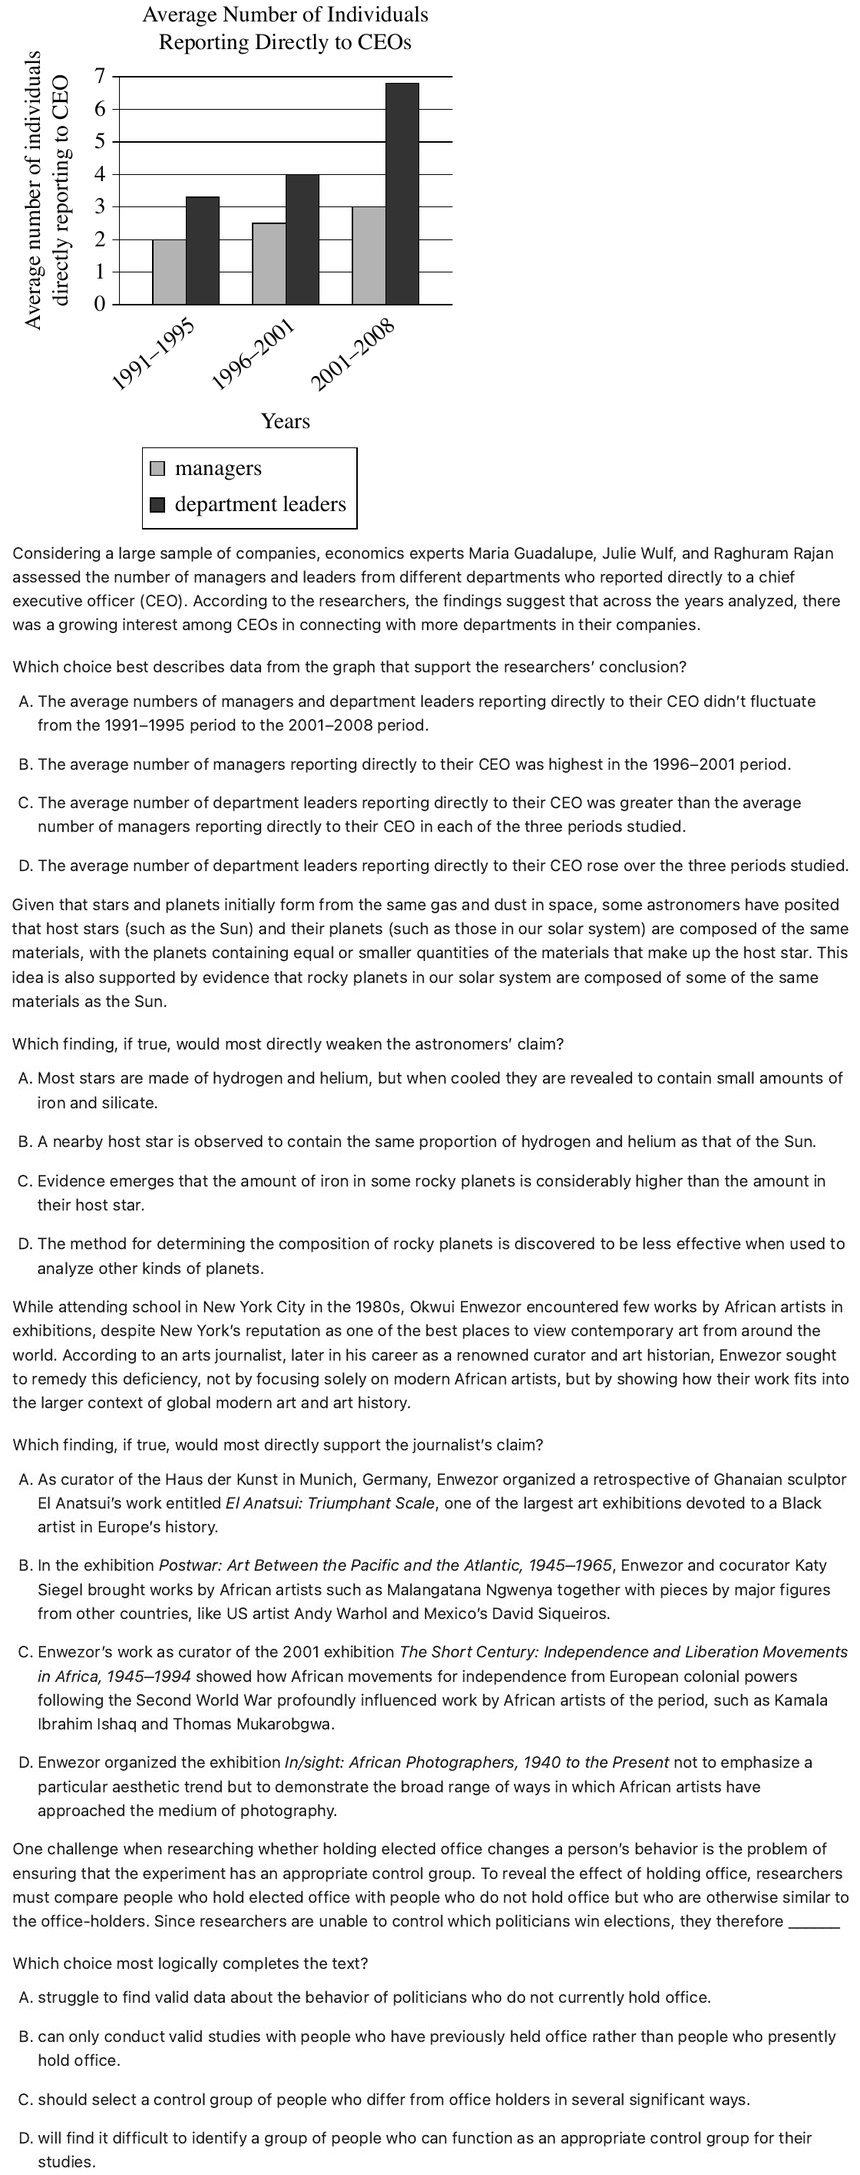 Average Number of Individuals
Reporting Directly to CEOs
Average number of individuals
directly reporting to CEO
7
6
5
4
3
2
1
0
1991–1995
1996–2001
2001–2008
Years
managers
department leaders
Considering a large sample of companies, economics experts Maria Guadalupe, Julie Wulf, and Raghuram Rajan
assessed the number of managers and leaders from different departments who reported directly to a chief
executive officer (CEO). According to the researchers, the findings suggest that across the years analyzed, there
was a growing interest among CEOs in connecting with more departments in their companies.
Which choice best describes data from the graph that support the researchers’ conclusion?
A. The average numbers of managers and department leaders reporting directly to their CEO didn’t fluctuate
from the 1991–1995 period to the 2001–2008 period.
B. The average number of managers reporting directly to their CEO was highest in the 1996–2001 period.
C. The average number of department leaders reporting directly to their CEO was greater than the average
number of managers reporting directly to their CEO in each of the three periods studied.
D. The average number of department leaders reporting directly to their CEO rose over the three periods studied.
Given that stars and planets initially form from the same gas and dust in space, some astronomers have posited
that host stars (such as the Sun) and their planets (such as those in our solar system) are composed of the same
materials, with the planets containing equal or smaller quantities of the materials that make up the host star. This
idea is also supported by evidence that rocky planets in our solar system are composed of some of the same
materials as the Sun.
Which finding, if true, would most directly weaken the astronomers’ claim?
A. Most stars are made of hydrogen and helium, but when cooled they are revealed to contain small amounts of
iron and silicate.
B. A nearby host star is observed to contain the same proportion of hydrogen and helium as that of the Sun.
C. Evidence emerges that the amount of iron in some rocky planets is considerably higher than the amount in
their host star.
D. The method for determining the composition of rocky planets is discovered to be less effective when used to
analyze other kinds of planets.
While attending school in New York City in the 1980s, Okwui Enwezor encountered few works by African artists in
exhibitions, despite New York’s reputation as one of the best places to view contemporary art from around the
world. According to an arts journalist, later in his career as a renowned curator and art historian, Enwezor sought
to remedy this deficiency, not by focusing solely on modern African artists, but by showing how their work fits into
the larger context of global modern art and art history.
Which finding, if true, would most directly support the journalist’s claim?
A. As curator of the Haus der Kunst in Munich, Germany, Enwezor organized a retrospective of Ghanaian sculptor
El Anatsui’s work entitled El Anatsui: Triumphant Scale, one of the largest art exhibitions devoted to a Black
artist in Europe’s history.
B. In the exhibition Postwar: Art Between the Pacific and the Atlantic, 1945–1965, Enwezor and cocurator Katy
Siegel brought works by African artists such as Malangatana Ngwenya together with pieces by major figures
from other countries, like US artist Andy Warhol and Mexico’s David Siqueiros.
C. Enwezor’s work as curator of the 2001 exhibition The Short Century: Independence and Liberation Movements
in Africa, 1945–1994 showed how African movements for independence from European colonial powers
following the Second World War profoundly influenced work by African artists of the period, such as Kamala
Ibrahim Ishaq and Thomas Mukarobgwa.
D. Enwezor organized the exhibition In/sight: African Photographers, 1940 to the Present not to emphasize a
particular aesthetic trend but to demonstrate the broad range of ways in which African artists have
approached the medium of photography.
One challenge when researching whether holding elected office changes a person’s behavior is the problem of
ensuring that the experiment has an appropriate control group. To reveal the effect of holding office, researchers
must compare people who hold elected office with people who do not hold office but who are otherwise similar to
the office-holders. Since researchers are unable to control which politicians win elections, they therefore ______
Which choice most logically completes the text?
A. struggle to find valid data about the behavior of politicians who do not currently hold office.
B. can only conduct valid studies with people who have previously held office rather than people who presently
hold office.
C. should select a control group of people who differ from office holders in several significant ways.
D. will find it difficult to identify a group of people who can function as an appropriate control group for their
studies.